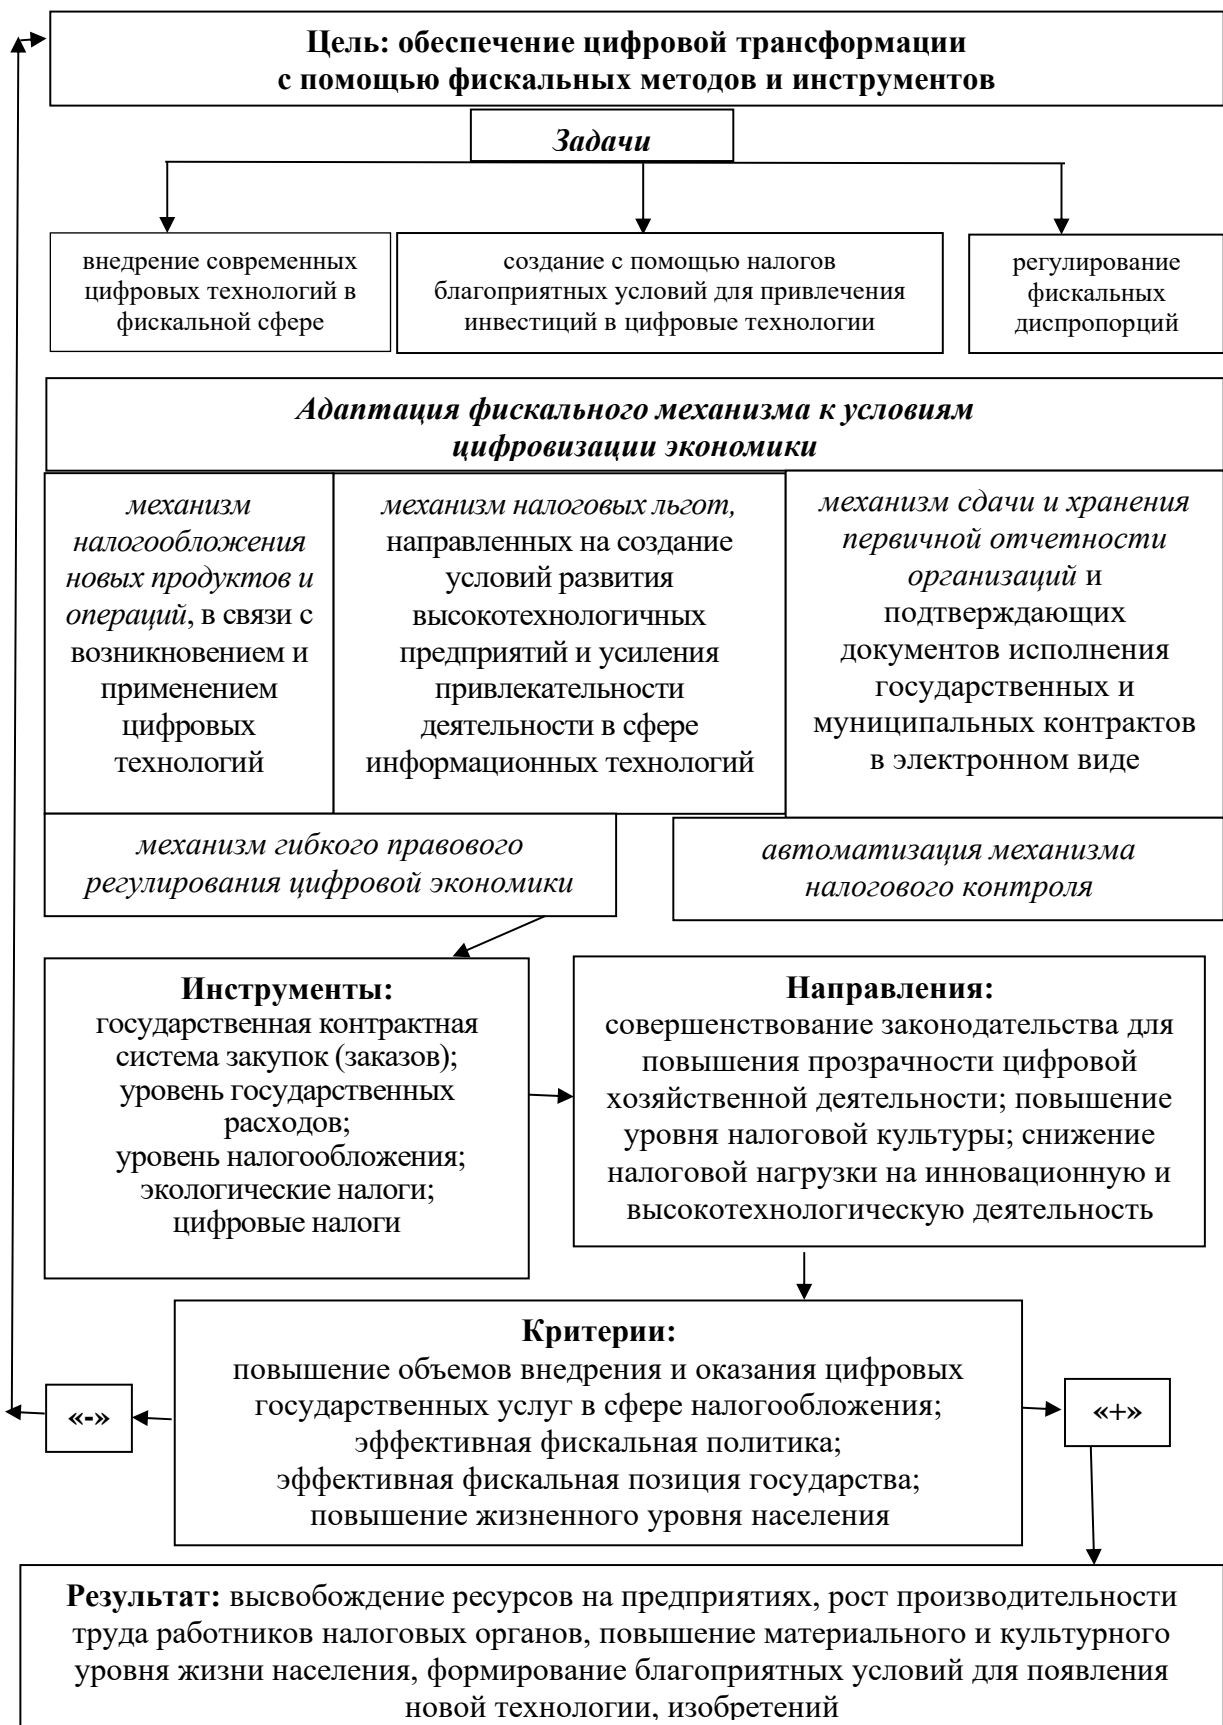 Цель: обеспечение цифровой трансформации
с помощью фискальных методов и инструментов
Задачи
внедрение современных
цифровых технологий в
фискальной сфере
создание с помощью налогов
благоприятных условий для привлечения
инвестиций в цифровые технологии
регулирование
фискальных
диспропорций
Адаптация фискального механизма к условиям
цифровизации экономики
механизм
налогообложения
новых продуктов и
операций, в связи с
возникновением и
применением
цифровых
технологий
механизм налоговых льгот,
направленных на создание
условий развития
высокотехнологичных
предприятий и усиления
привлекательности
деятельности в сфере
информационных технологий
механизм сдачи и хранения
первичной отчетности
организаций и
подтверждающих
документов исполнения
государственных и
муниципальных контрактов
в электронном виде
механизм гибкого правового
регулирования цифровой экономики
автоматизация механизма
налогового контроля
Инструменты:
государственная контрактная
система закупок (заказов);
уровень государственных
расходов;
уровень налогообложения;
экологические налоги;
цифровые налоги
Направления:
совершенствование законодательства для
повышения прозрачности цифровой
хозяйственной деятельности; повышение
уровня налоговой культуры; снижение
налоговой нагрузки на инновационную и
высокотехнологическую деятельность
Критерии:
повышение объемов внедрения и оказания цифровых
государственных услуг в сфере налогообложения;
эффективная фискальная политика;
эффективная фискальная позиция государства;
повышение жизненного уровня населения
«-»
«+»
Результат: высвобождение ресурсов на предприятиях, рост производительности
труда работников налоговых органов, повышение материального и культурного
уровня жизни населения, формирование благоприятных условий для появления
новой технологии, изобретений